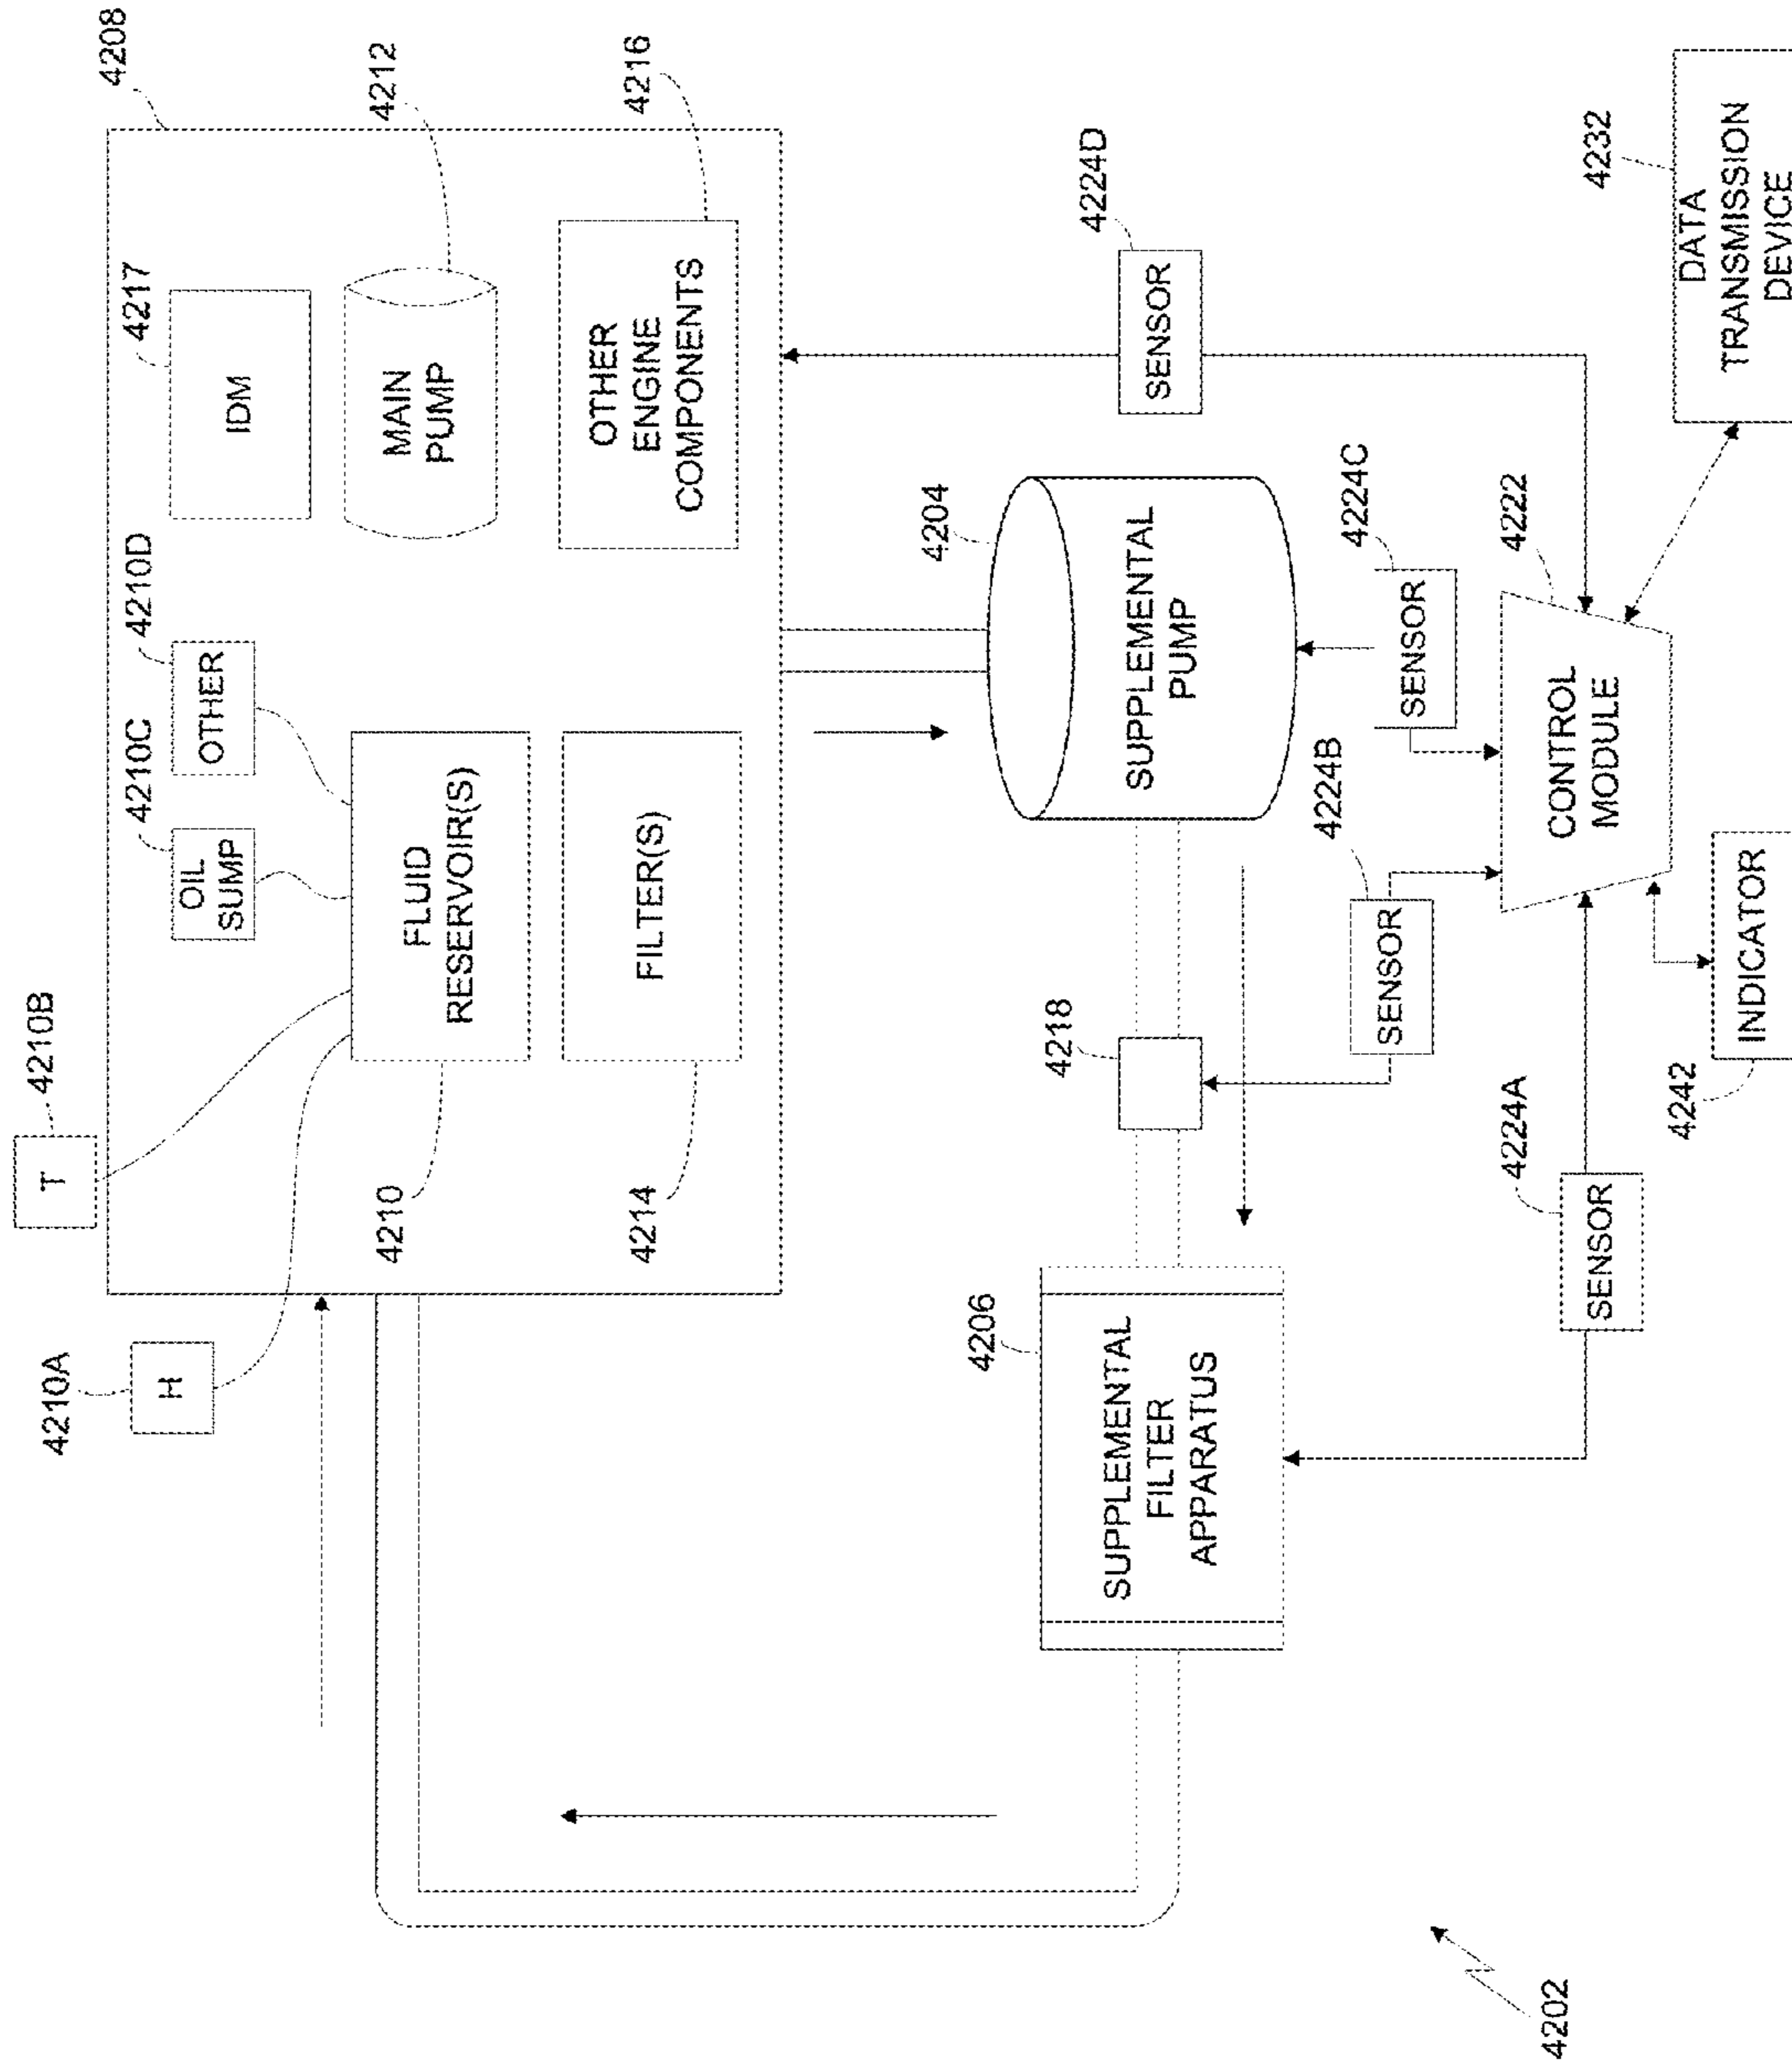 4208
4217
IDM
4212
MAIN
PUMP
4216
OTHER
ENGINE
COMPONENTS
4210D
OTHER
4210C
OIL
SUMP
4210B
T
4210A
H
FLUID
RESERVOIR(S)
4210
FILTER(S)
4214
4204
SUPPLEMENTAL
PUMP
4218
4206
SUPPLEMENTAL
FILTER
APPARATUS
4224D
SENSOR
4224C
SENSOR
4224B
SENSOR
4224A
SENSOR
4222
CONTROL
MODULE
4232
DATA
TRANSMISSION
DEVICE
INDICATOR
4242
4202